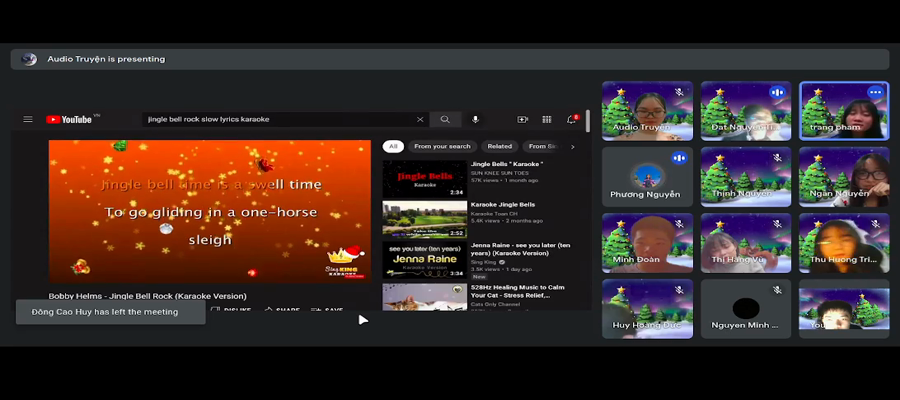 Audio Truyện is presenting
YouTube VN
jingle bell rock slow lyrics karaoke
8
Jingle bell time is a swell time
To go gliding in a one-horse
sleigh
Sing KING
KARAOKE
Bobby Helms - Jingle Bell Rock (Karaoke Version)
DISLIKE
SHARE
SAVE
Đông Cao Huy has left the meeting
All
From your search
Related
From Si
Jingle Bells
Karaoke
2:34
Jingle Bells " Karaoke "
SUN KHEE SUN TOES
57K views • 1 month ago
2:52
Karaoke Jingle Bells
Karaoke Tuan CH
5.4K views • 2 months ago
see you later (ten years)
Jenna Raine
3:34
Jenna Raine - see you later (ten
years) (Karaoke Version)
Sing King
3.5K views • 1 day ago
New
528Hz Healing Music to Calm
Your Cat - Stress Relief,...
Cats Only Channel
Audio Truyện
trang pham
Phương Nguyễn
Thịnh Nguyễn
Ngân Nguyễn
Minh Đoàn
Thị Hằng Vũ
Thu Hương Tri...
Huy Hoàng Đức
Nguyen Minh ...
You